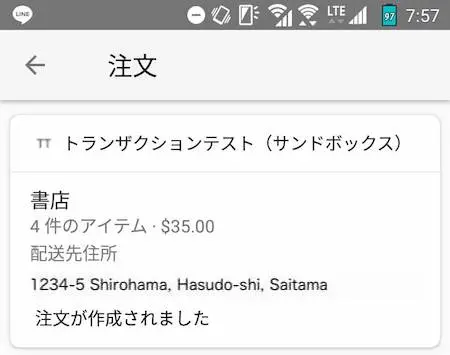 LINE
LTE
97
7:57
注文
TT トランザクションテスト（サンドボックス）
書店
4 件のアイテム · $35.00
配送先住所
1234-5 Shirohama, Hasudo-shi, Saitama
注文が作成されました